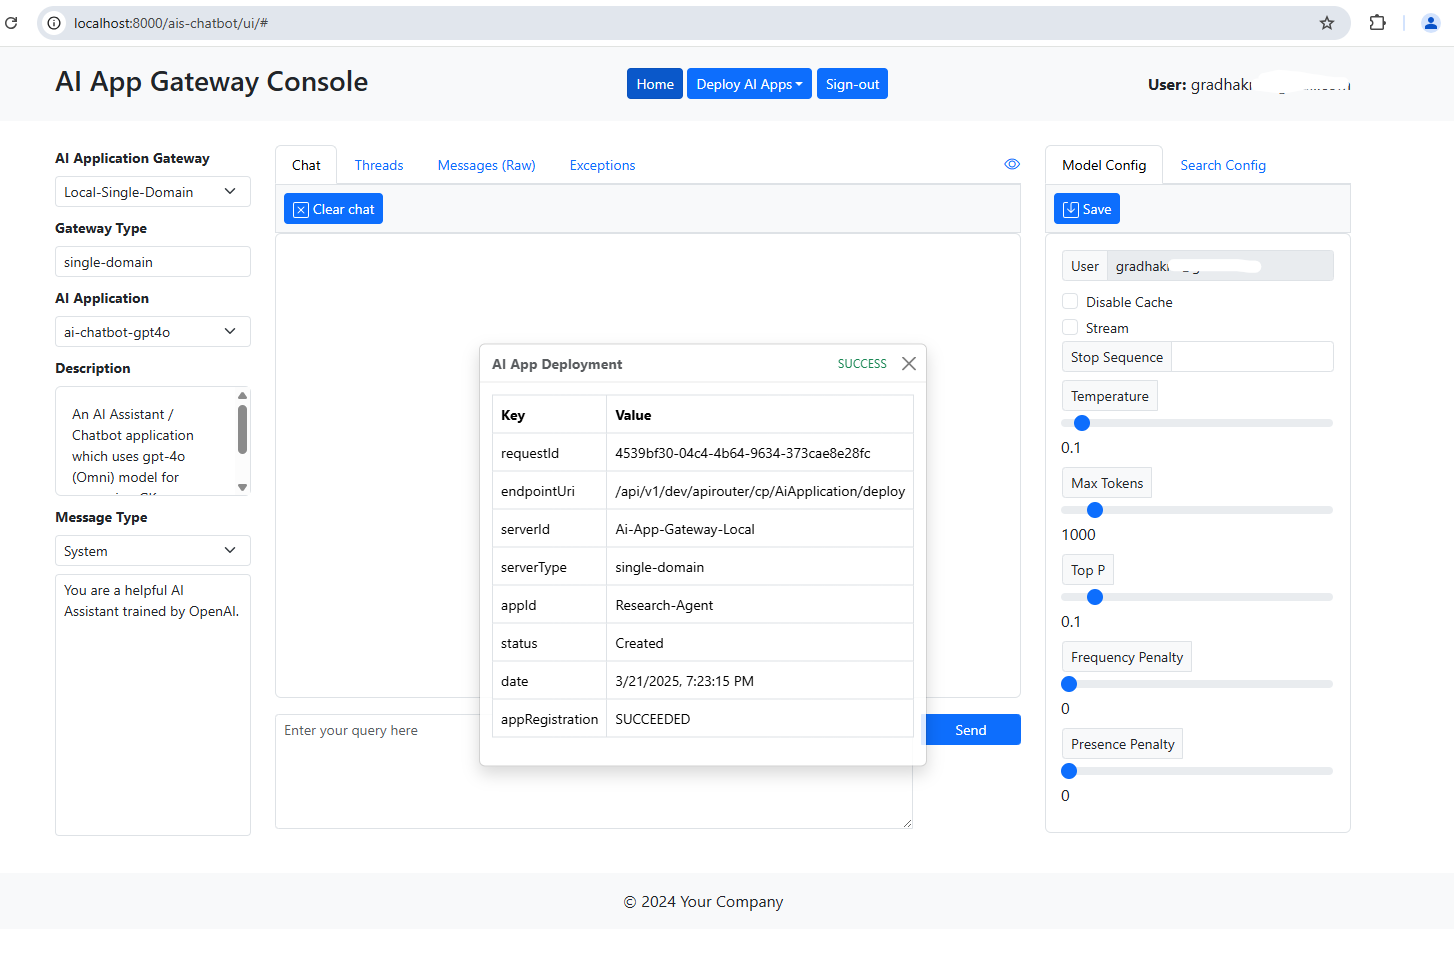 localhost:8000/ais-chatbot/ui/#
AI App Gateway Console
Home
Deploy AI Apps
Sign-out
User:
AI Application Gateway
Local-Single-Domain
Gateway Type
single-domain
AI Application
ai-chatbot-gpt4o
Description
An AI Assistant /
Chatbot application
which uses gpt-4o
(Omni) model for
Message Type
System
You are a helpful AI
Assistant trained by OpenAI.
Chat
Threads
Messages (Raw)
Exceptions
Clear chat
AI App Deployment
SUCCESS
Key Value
requestId 4539bf30-04c4-4b64-9634-373cae8e28fc
endpointUri /api/v1/dev/apirouter/cp/AiApplication/deploy
serverId Ai-App-Gateway-Local
serverType single-domain
appId Research-Agent
status Created
date 3/21/2025, 7:23:15 PM
appRegistration SUCCEEDED
Enter your query here
Send
Model Config
Search Config
Save
User
Disable Cache
Stream
Stop Sequence
Temperature
0.1
Max Tokens
1000
Top P
0.1
Frequency Penalty
0
Presence Penalty
0
© 2024 Your Company